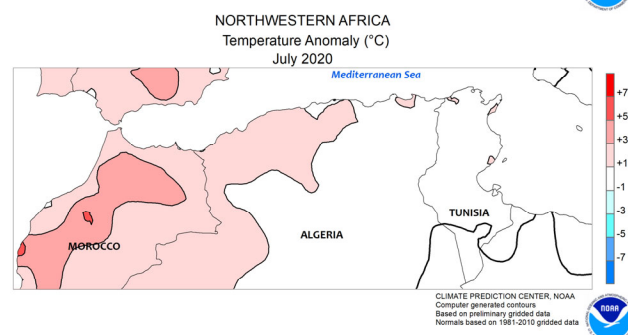 NORTHWESTERN AFRICA
Temperature Anomaly (°C)
July 2020
Mediterranean Sea
+7
+5
+3
+1
-1
-3
-5
-7
MOROCCO
ALGERIA
TUNISIA
CLIMATE PREDICTION CENTER, NOAA
Computer generated contours
Based on preliminary gridded data
Normals based on 1981-2010 gridded data
NOAA